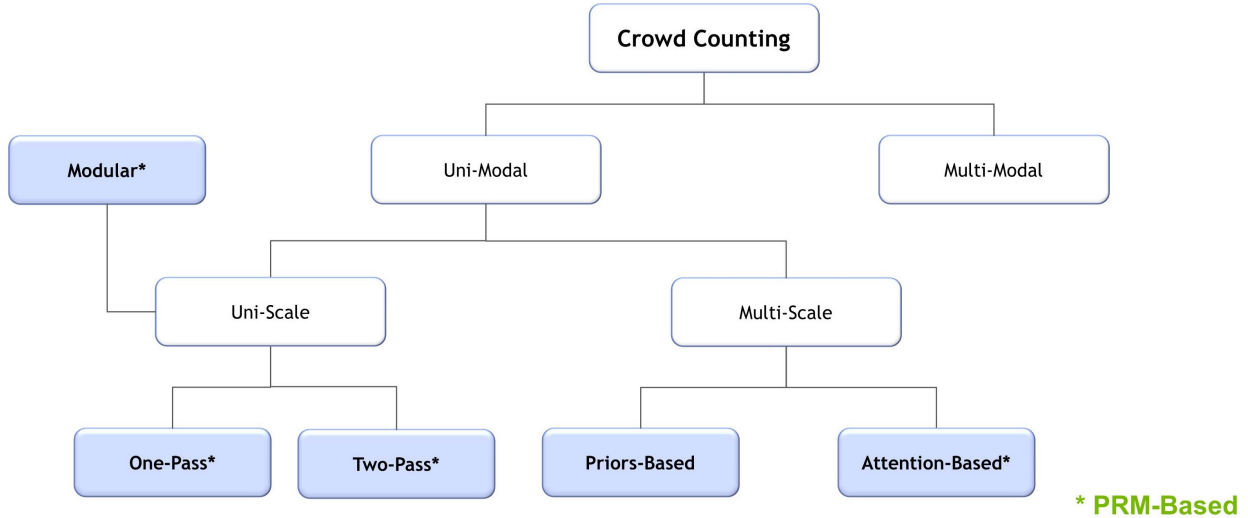 Crowd Counting
Modular*
Uni-Modal
Multi-Modal
Uni-Scale
Multi-Scale
One-Pass*
Two-Pass*
Priors-Based
Attention-Based*
* PRM-Based